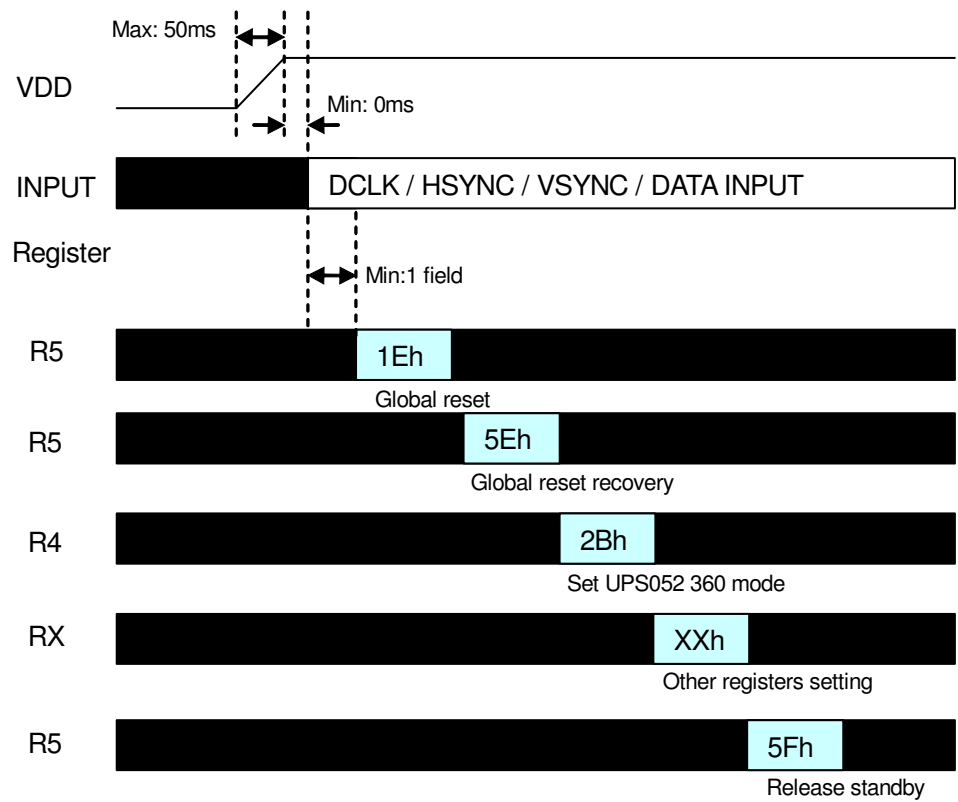 Max: 50ms
VDD
Min: 0ms
INPUT
DCLK / HSYNC / VSYNC / DATA INPUT
Register
Min:1 field
R5
1Eh
Global reset
R5
5Eh
Global reset recovery
R4
2Bh
Set UPS052 360 mode
RX
XXh
Other registers setting
R5
5Fh
Release standby